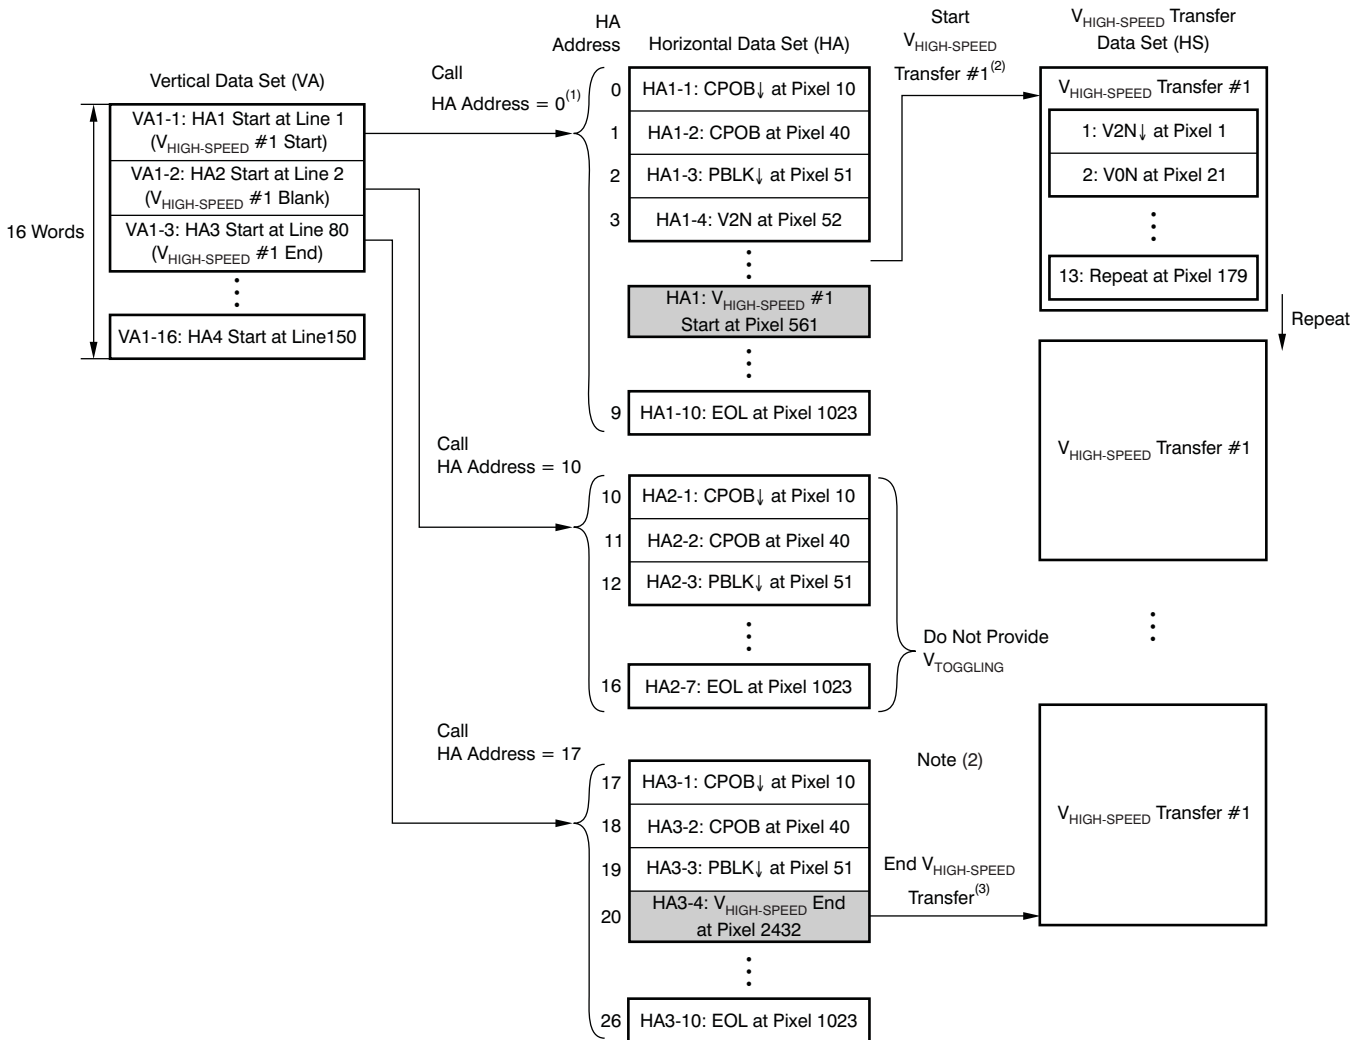 HA
Address
Horizontal Data Set (HA)
Start
VHIGH-SPEED
Transfer #1(2)
VHIGH-SPEED Transfer
Data Set (HS)
Vertical Data Set (VA)
16 Words
VA1-1: HA1 Start at Line 1
(VHIGH-SPEED #1 Start)
VA1-2: HA2 Start at Line 2
(VHIGH-SPEED #1 Blank)
VA1-3: HA3 Start at Line 80
(VHIGH-SPEED #1 End)
VA1-16: HA4 Start at Line150
Call
HA Address = 0(1)
0 HA1-1: CPOB↓ at Pixel 10
1 HA1-2: CPOB at Pixel 40
2 HA1-3: PBLK↓ at Pixel 51
3 HA1-4: V2N at Pixel 52
HA1: VHIGH-SPEED #1
Start at Pixel 561
9 HA1-10: EOL at Pixel 1023
VHIGH-SPEED Transfer #1
1: V2N↓ at Pixel 1
2: V0N at Pixel 21
13: Repeat at Pixel 179
Repeat
VHIGH-SPEED Transfer #1
Call
HA Address = 10
10 HA2-1: CPOB↓ at Pixel 10
11 HA2-2: CPOB at Pixel 40
12 HA2-3: PBLK↓ at Pixel 51
16 HA2-7: EOL at Pixel 1023
Do Not Provide
VTOGGLING
Call
HA Address = 17
17 HA3-1: CPOB↓ at Pixel 10
18 HA3-2: CPOB at Pixel 40
19 HA3-3: PBLK↓ at Pixel 51
20 HA3-4: VHIGH-SPEED End
at Pixel 2432
26 HA3-10: EOL at Pixel 1023
Note (2)
End VHIGH-SPEED
Transfer(3)
VHIGH-SPEED Transfer #1